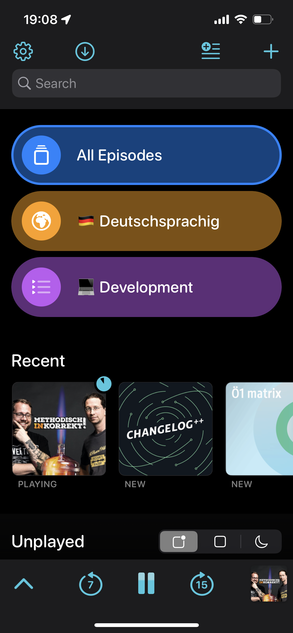 19:08
Search
All Episodes
🇩🇪 Deutschsprachig
💻 Development
Recent
METHODISCH
INKORREKT!
CHANGELOG++
Ö1 matrix
PLAYING
NEW
NEW
Unplayed
7
15